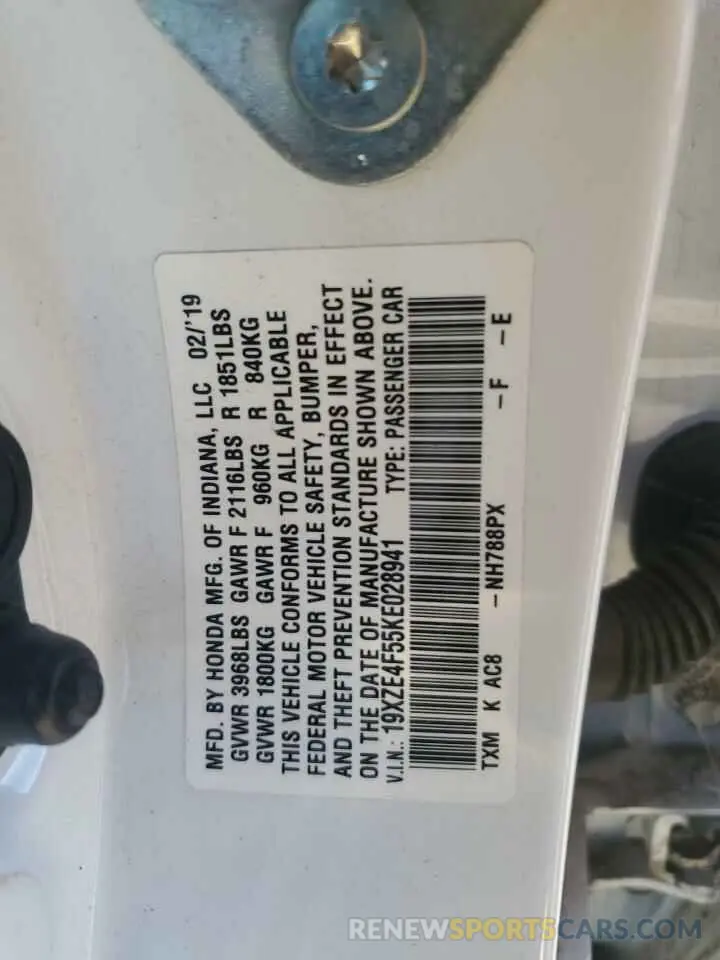 MFD. BY HONDA MFG. OF INDIANA, LLC 02/'19
GVWR 3968LBS GAWR F 2116LBS R 1851LBS
GVWR 1800KG GAWR F 960KG R 840KG
THIS VEHICLE CONFORMS TO ALL APPLICABLE
FEDERAL MOTOR VEHICLE SAFETY, BUMPER,
AND THEFT PREVENTION STANDARDS IN EFFECT
ON THE DATE OF MANUFACTURE SHOWN ABOVE.
V.I.N.: 19XZE4F55KE028941 TYPE: PASSENGER CAR
TXM K AC8 – NH788PX – F – E
RENEWSPORTSCARS.COM